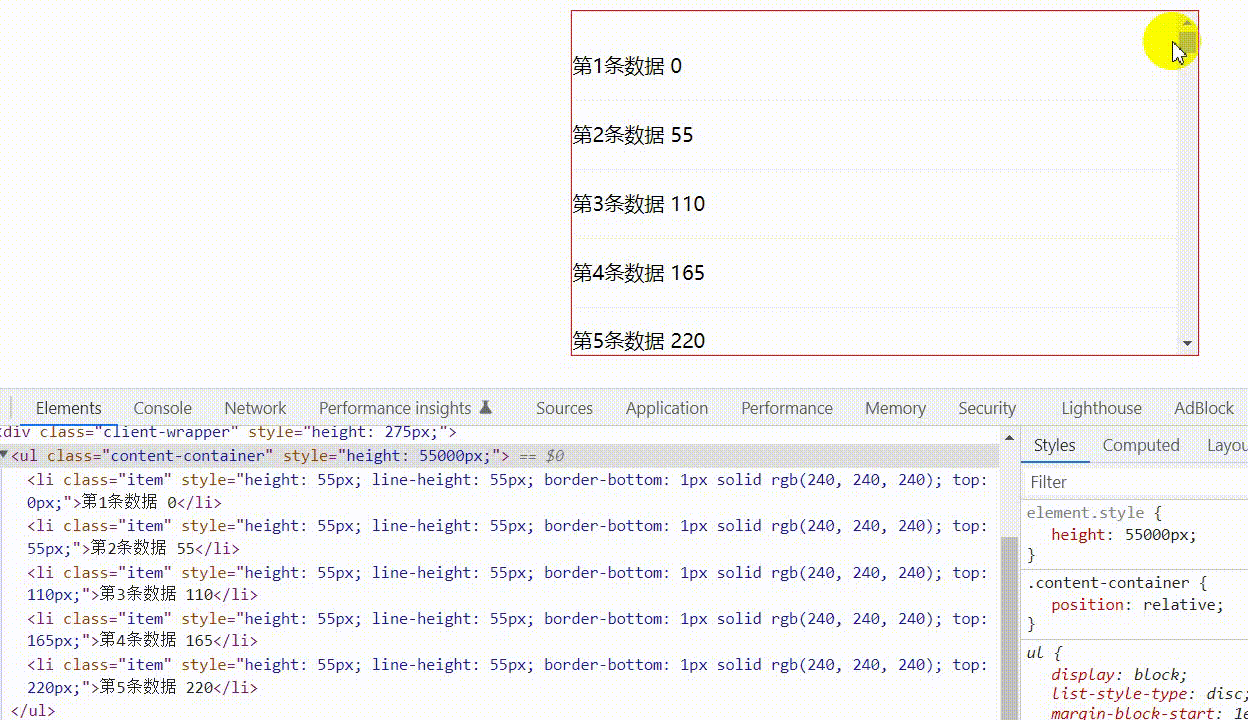 第1条数据 0
第2条数据 55
第3条数据 110
第4条数据 165
第5条数据 220
Elements Console Network Performance insights Sources Application Performance Memory Security Lighthouse AdBlock
div class="client-wrapper" style="height: 275px;">
<ul class="content-container" style="height: 55000px;"> == $0
<li class="item" style="height: 55px; line-height: 55px; border-bottom: 1px solid rgb(240, 240, 240); top:
0px;">第1条数据 0</li>
<li class="item" style="height: 55px; line-height: 55px; border-bottom: 1px solid rgb(240, 240, 240); top:
55px;">第2条数据 55</li>
<li class="item" style="height: 55px; line-height: 55px; border-bottom: 1px solid rgb(240, 240, 240); top:
110px;">第3条数据 110</li>
<li class="item" style="height: 55px; line-height: 55px; border-bottom: 1px solid rgb(240, 240, 240); top:
165px;">第4条数据 165</li>
<li class="item" style="height: 55px; line-height: 55px; border-bottom: 1px solid rgb(240, 240, 240); top:
220px;">第5条数据 220</li>
</ul>
Styles Computed Layou
Filter
element.style {
height: 55000px;
}
.content-container {
position: relative;
}
ul {
display: block;
list-style-type: disc;
margin-block-start: 1e